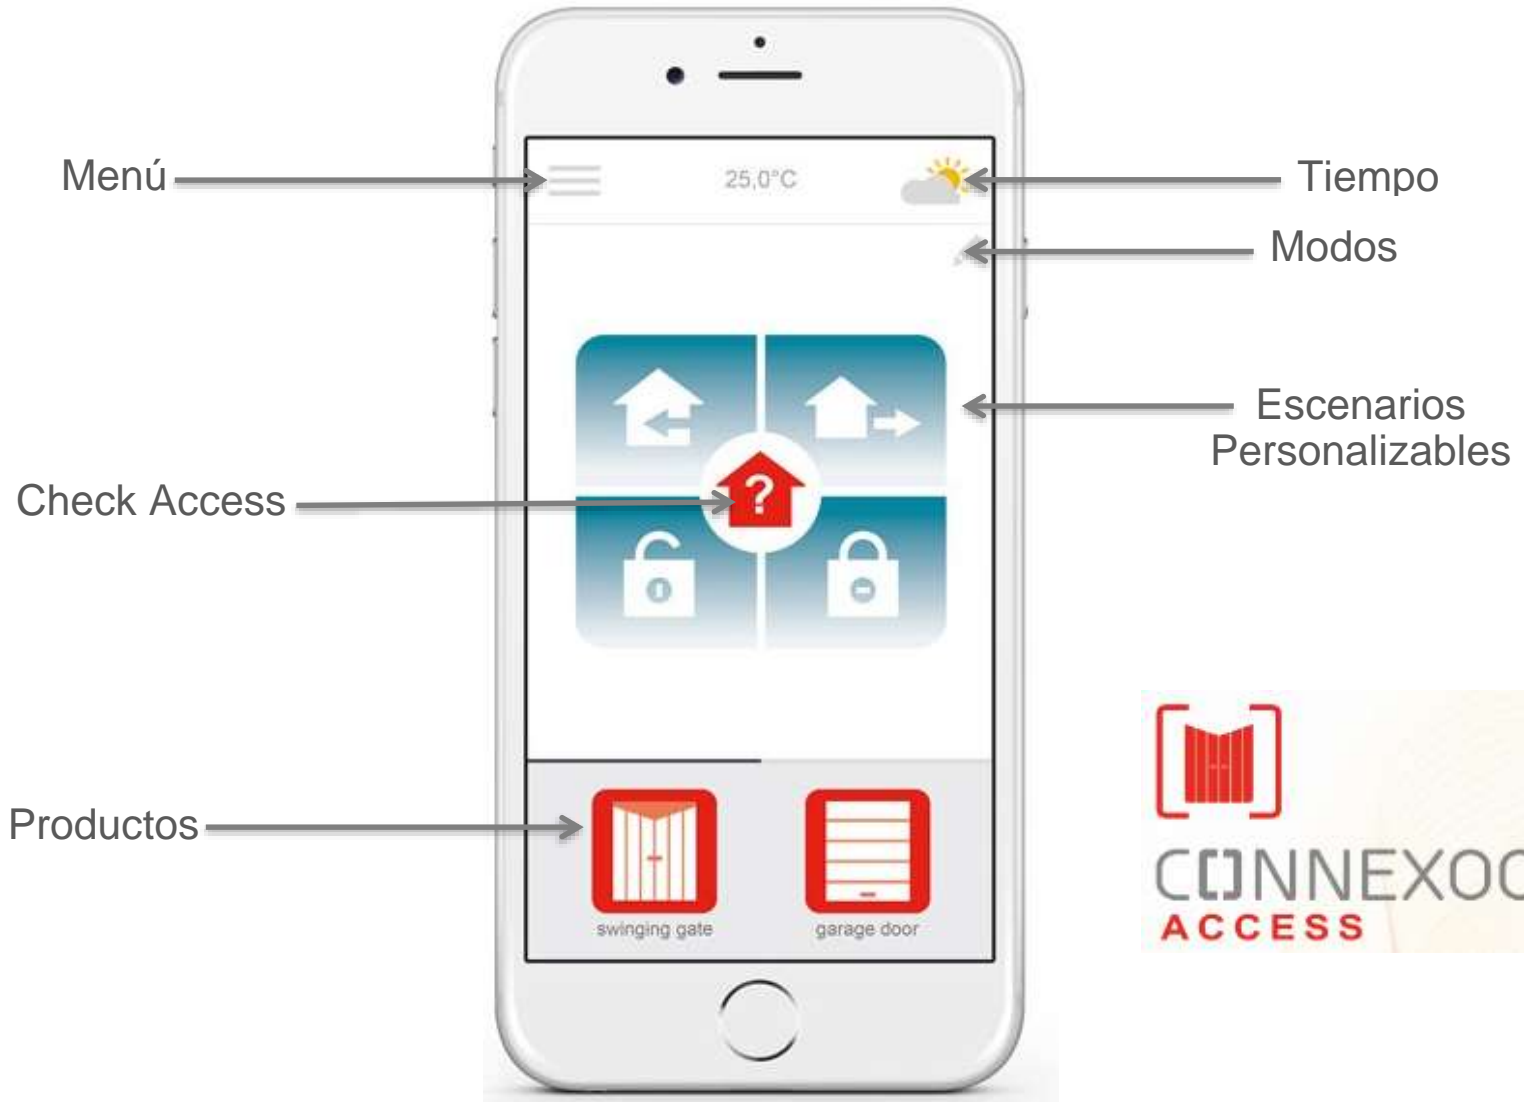 Menú
25,0°C
Tiempo
Modos
Escenarios
Personalizables
?
Check Access
Productos
swinging gate
garage door
CONNEXOO
ACCESS